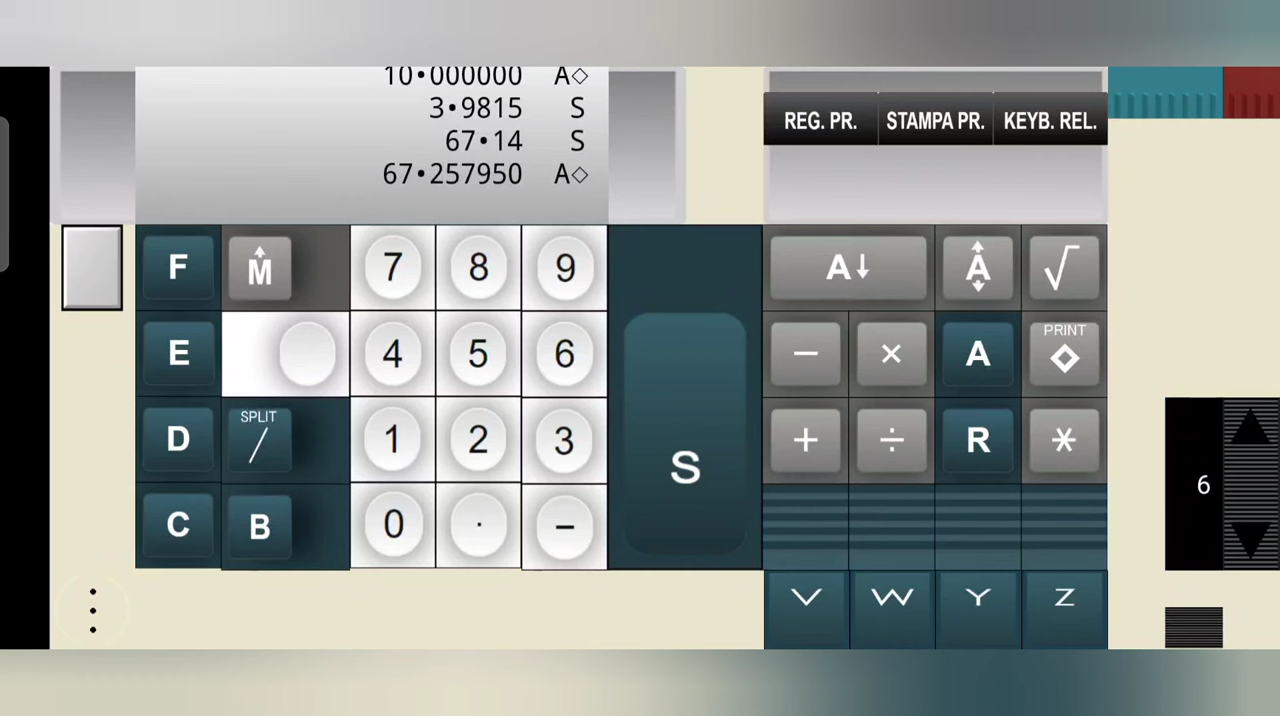 10•000000 A◇
3•9815 S
67•14 S
67•257950 A◇
REG. PR. STAMPA PR. KEYB. REL.
F M 7 8 9 A↓ A √
E 4 5 6 S − × A PRINT ◇
D SPLIT / 1 2 3 + ÷ R *
C B 0 . −
6
V W Y Z